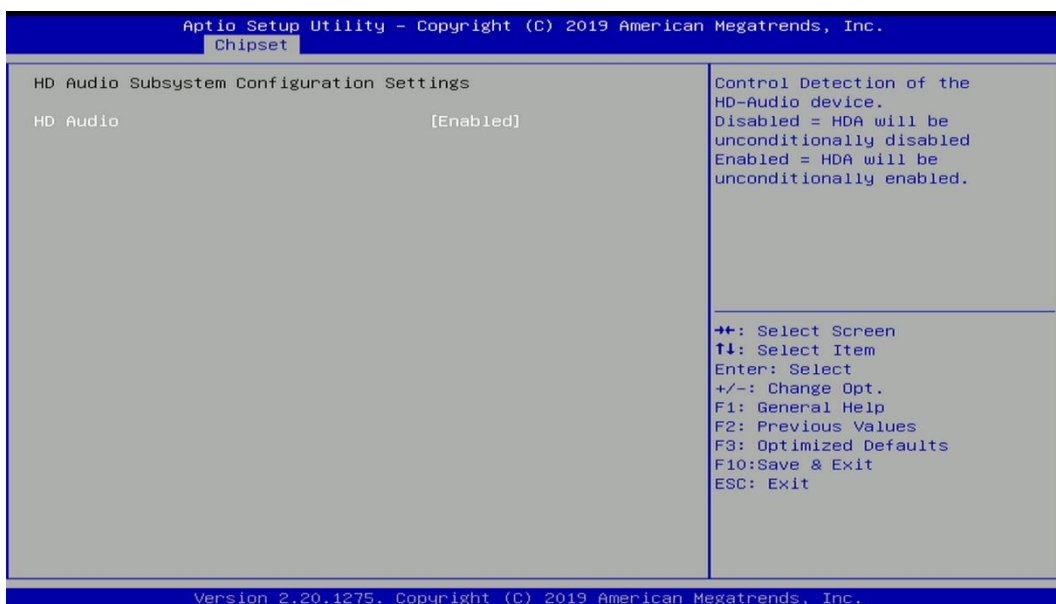 Aptio Setup Utility – Copyright (C) 2019 American Megatrends, Inc.
Chipset
HD Audio Subsystem Configuration Settings
HD Audio [Enabled]
Control Detection of the
HD-Audio device.
Disabled = HDA will be
unconditionally disabled
Enabled = HDA will be
unconditionally enabled.
→←: Select Screen
↑↓: Select Item
Enter: Select
+/-: Change Opt.
F1: General Help
F2: Previous Values
F3: Optimized Defaults
F10:Save & Exit
ESC: Exit
Version 2.20.1275. Copyright (C) 2019 American Megatrends, Inc.